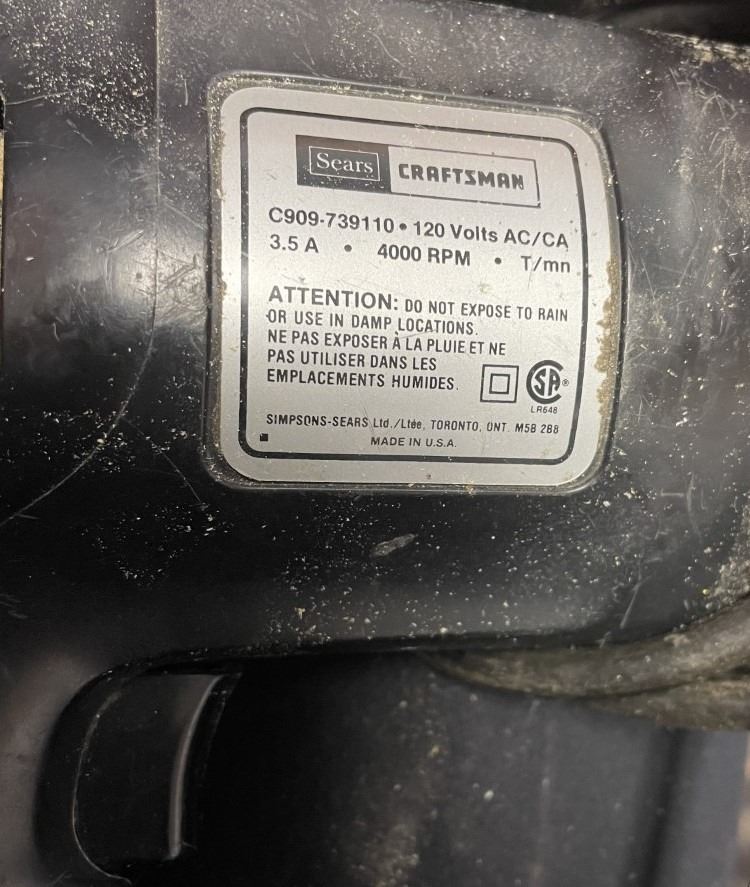 Sears CRAFTSMAN
C909-739110 • 120 Volts AC/CA
3.5 A • 4000 RPM • T/mn
ATTENTION: DO NOT EXPOSE TO RAIN
OR USE IN DAMP LOCATIONS.
NE PAS EXPOSER À LA PLUIE ET NE
PAS UTILISER DANS LES
EMPLACEMENTS HUMIDES.
SA®
LR648
SIMPSONS-SEARS Ltd./Ltée, TORONTO, ONT. M5B 2B8
MADE IN U.S.A.